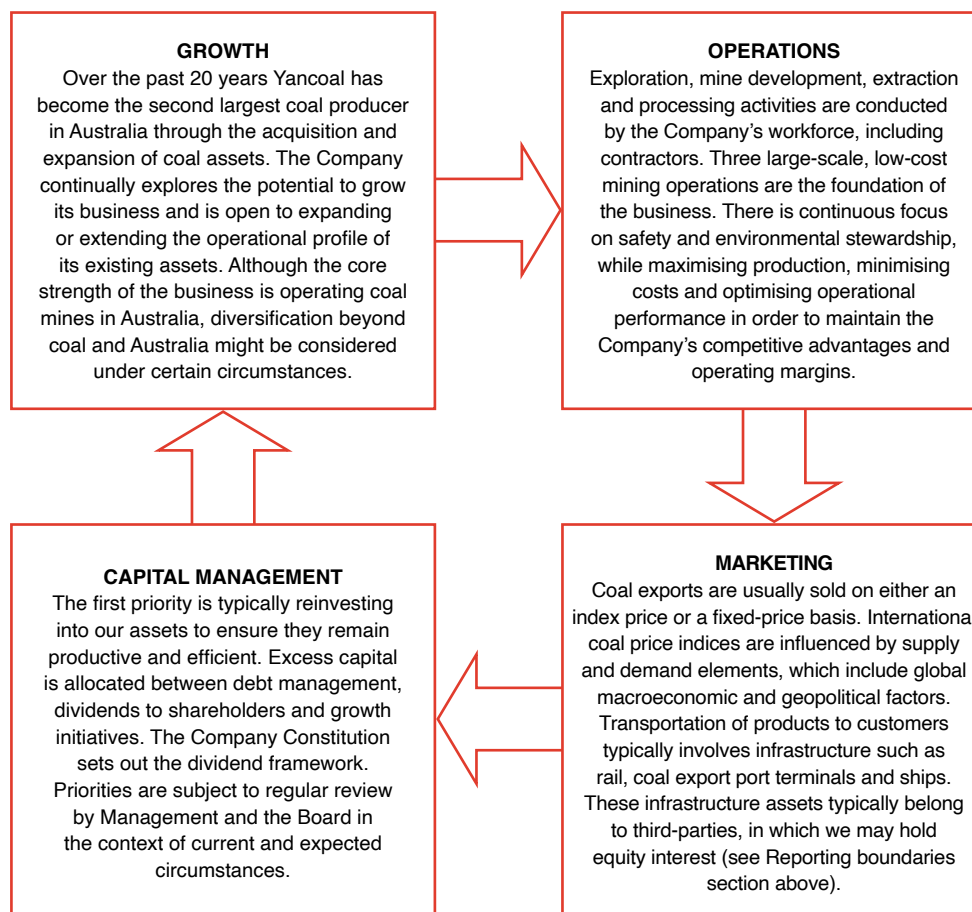 GROWTH
Over the past 20 years Yancoal has
become the second largest coal producer
in Australia through the acquisition and
expansion of coal assets. The Company
continually explores the potential to grow
its business and is open to expanding
or extending the operational profile of
its existing assets. Although the core
strength of the business is operating coal
mines in Australia, diversification beyond
coal and Australia might be considered
under certain circumstances.
OPERATIONS
Exploration, mine development, extraction
and processing activities are conducted
by the Company's workforce, including
contractors. Three large-scale, low-cost
mining operations are the foundation of
the business. There is continuous focus
on safety and environmental stewardship,
while maximising production, minimising
costs and optimising operational
performance in order to maintain the
Company's competitive advantages and
operating margins.
MARKETING
Coal exports are usually sold on either an
index price or a fixed-price basis. Internationa
coal price indices are influenced by supply
and demand elements, which include global
macroeconomic and geopolitical factors.
Transportation of products to customers
typically involves infrastructure such as
rail, coal export port terminals and ships.
These infrastructure assets typically belong
to third-parties, in which we may hold
equity interest (see Reporting boundaries
section above).
CAPITAL MANAGEMENT
The first priority is typically reinvesting
into our assets to ensure they remain
productive and efficient. Excess capital
is allocated between debt management,
dividends to shareholders and growth
initiatives. The Company Constitution
sets out the dividend framework.
Priorities are subject to regular review
by Management and the Board in
the context of current and expected
circumstances.